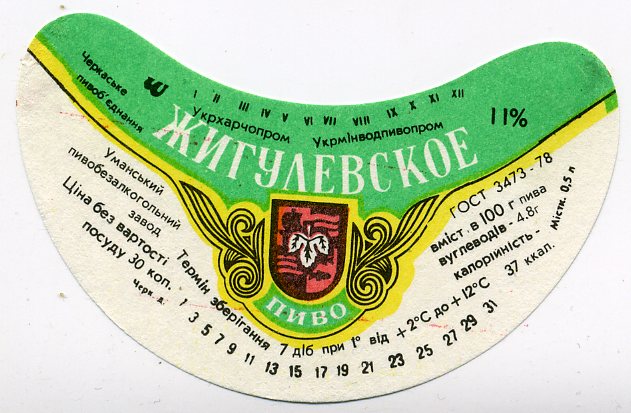 Черкаське
пивоб'єднання
I II III IV V VI VII VIII IX X XI XII
Укрхарчопром Укрмінводпивопром
11%
ЖИГУЛЕВСКОЕ
ПИВО
Уманський
пивобезалкогольний
завод
Ціна без вартості
посуду 30 коп.
Черк. д.
ГОСТ 3473-78
вміст. в 100 г пива
вуглеводів - 4.8г
калорійність -
37 ккал.
Містк. 0,5 л
Термін зберігання 7 діб при t° від +2°C до +12°C
1 3 5 7 9 11 13 15 17 19 21 23 25 27 29 31